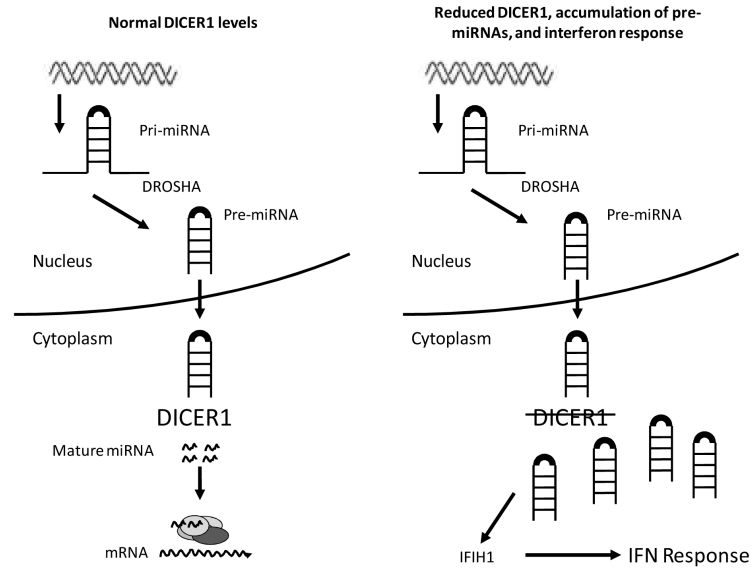 Normal DICER1 levels
Pri-miRNA
DROSHA
Pre-miRNA
Nucleus
Cytoplasm
DICER1
Mature miRNA
mRNA
Reduced DICER1, accumulation of pre-
miRNAs, and interferon response
Pri-miRNA
DROSHA
Pre-miRNA
Nucleus
Cytoplasm
DICER1
IFIH1
IFN Response